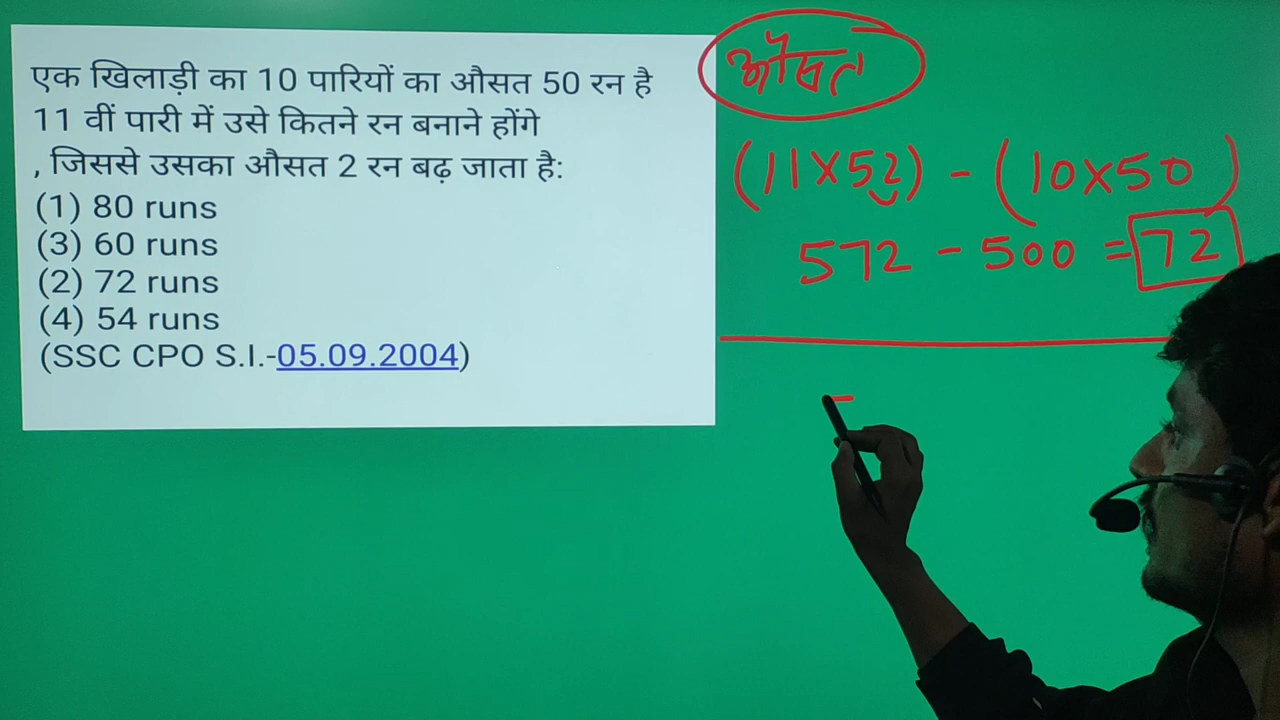 एक खिलाड़ी का 10 पारियों का औसत 50 रन है
11 वीं पारी में उसे कितने रन बनाने होंगे
, जिससे उसका औसत 2 रन बढ़ जाता है:
(1) 80 runs
(3) 60 runs
(2) 72 runs
(4) 54 runs
(SSC CPO S.I.-05.09.2004)
औसत
(11×52) - (10×50)
572 - 500 = 72